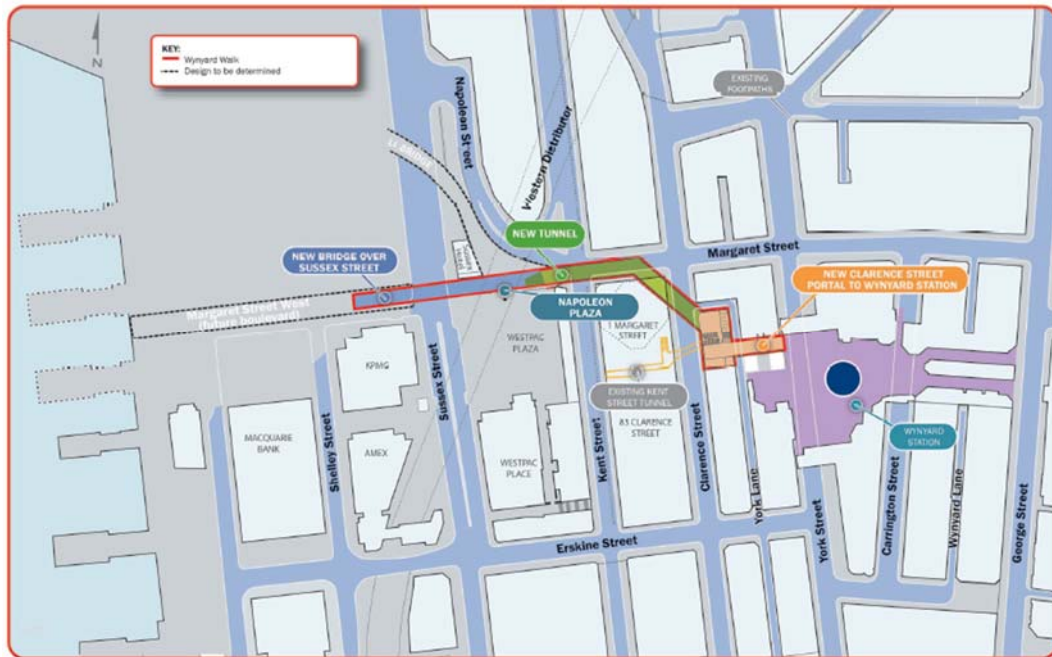 N
KEY:
Wynyard Walk
Design to be determined
Napolean Street
Western Distributor
EXISTING
FOOTPATHS
NEW TUNNEL
Margaret Street
NEW BRIDGE OVER
SUSSEX STREET
Sussex
Hotel
NEW CLARENCE STREET
PORTAL TO WYNYARD STATION
Margaret Street West
(future boulevard)
NAPOLEON
PLAZA
1 MARGARET
STREET
WESTPAC
PLAZA
KPMG
EXISTING KENT
STREET TUNNEL
WYNYARD
STATION
83 CLARENCE
STREET
MACQUARIE
BANK
AMEX
WESTPAC
PLACE
Shelley Street
Sussex Street
Kent Street
Clarence Street
York Lane
York Street
Carrington Street
Wynyard Lane
George Street
Erskine Street